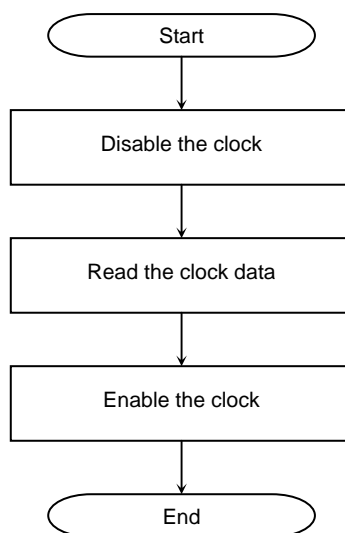 Start
Disable the clock
Read the clock data
Enable the clock
End